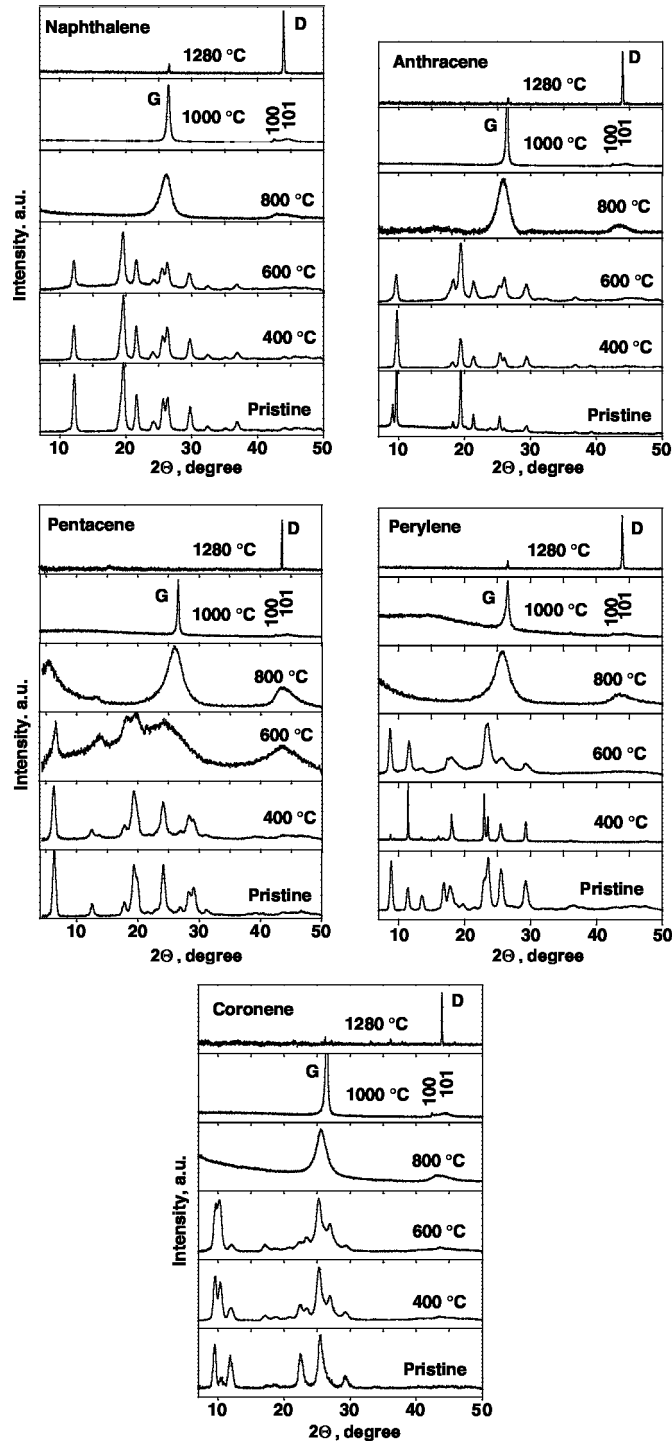 Naphthalene
D
1280 °C
G
1000 °C
100
101
800 °C
600 °C
400 °C
Pristine
Intensity. a.u.
10 20 30 40 50
2Θ , degree
Anthracene
D
1280 °C
G
1000 °C
100
101
800 °C
600 °C
400 °C
Pristine
10 20 30 40 50
2Θ , degree
Pentacene
D
1280 °C
G
1000 °C
100
101
800 °C
600 °C
400 °C
Pristine
Intensity, a.u.
10 20 30 40 50
2Θ , degree
Perylene
D
1280 °C
G
1000 °C
100
101
800 °C
600 °C
400 °C
Pristine
10 20 30 40 50
2Θ , degree
Coronene
D
1280 °C
G
1000 °C
100
101
800 °C
600 °C
400 °C
Pristine
Intensity, a.u.
10 20 30 40 50
2Θ , degree